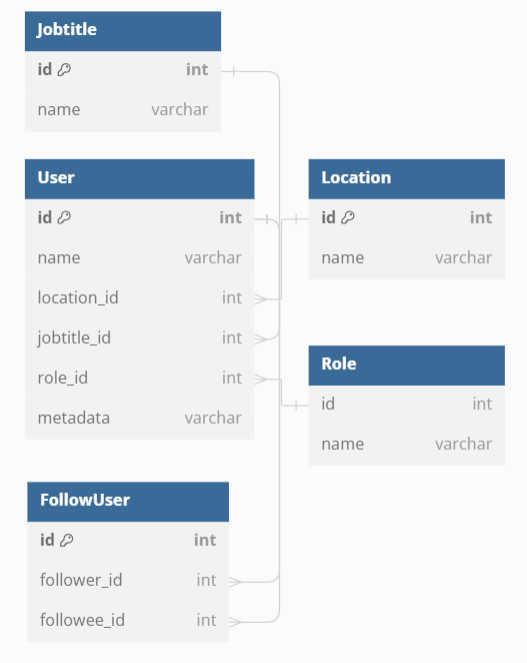 Jobtitle
id int
name varchar
User
id int
name varchar
location_id int
jobtitle_id int
role_id int
metadata varchar
Location
id int
name varchar
Role
id int
name varchar
FollowUser
id int
follower_id int
followee_id int